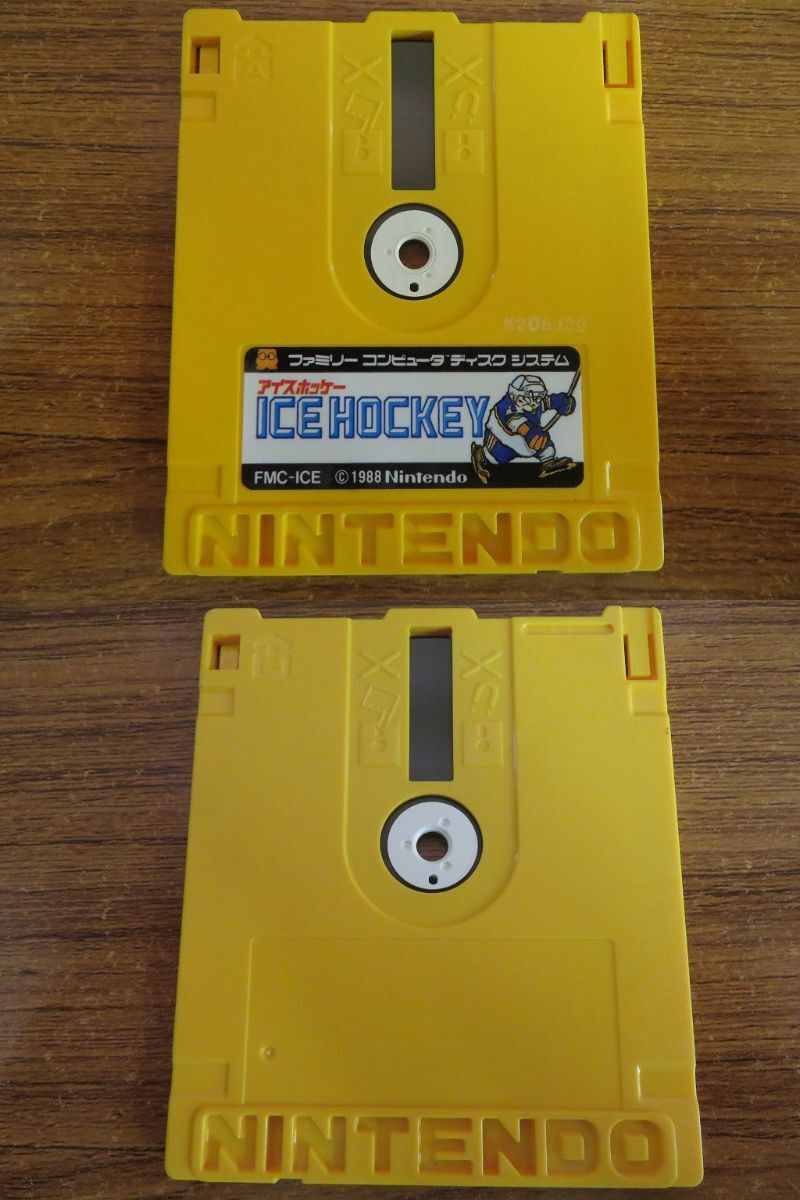 A
K206J22
ファミリー コンピュータ ディスク システム
アイスホッケー
ICE HOCKEY
FMC-ICE © 1988 Nintendo
NINTENDO
B
NINTENDO